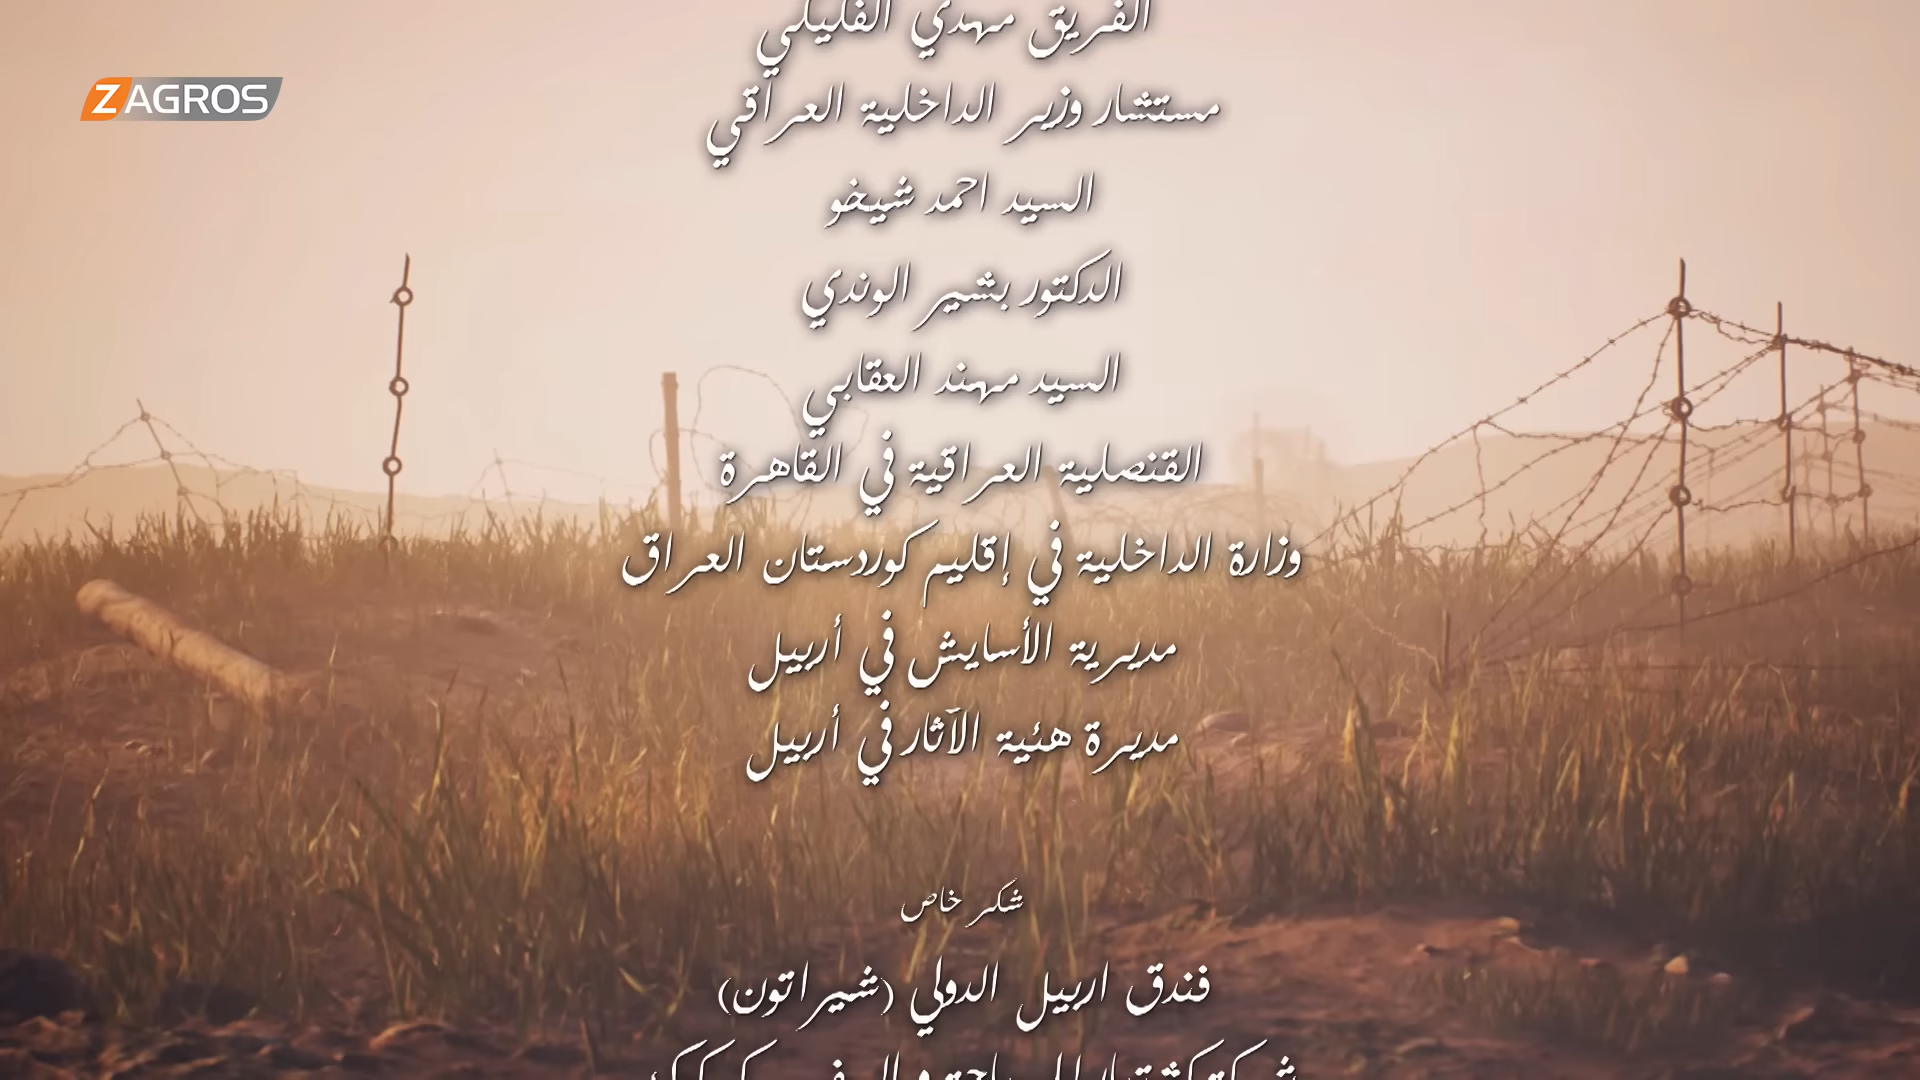 الفريق مهدي الفليلي
ZAGROS
مستشار وزير الداخلية العراقي
السيد احمد شيخو
الدكتور بشير الوندي
السيد مهند العقابي
القنصلية العراقية في القاهرة
وزارة الداخلية في إقليم كوردستان العراق
مديرية الأسايش في أربيل
مديرة هئية الآثار في أربيل
شكر خاص
فندق اربيل الدولي (شيراتون)